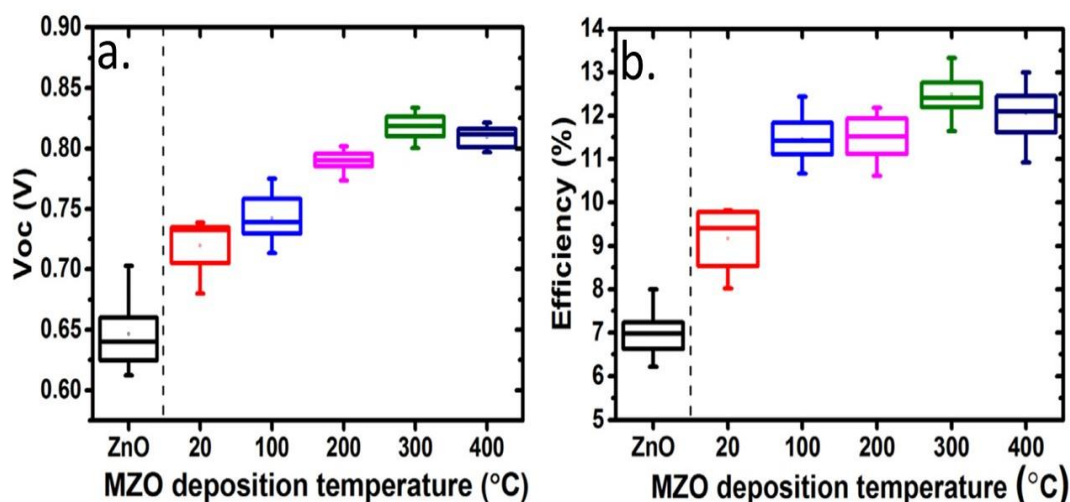 a.
0.90
0.85
0.80
0.75
0.70
0.65
0.60
Voc (V)
ZnO 20 100 200 300 400
MZO deposition temperature (°C)
b.
14
13
12
11
10
9
8
7
6
5
Efficiency (%)
ZnO 20 100 200 300 400
MZO deposition temperature (°C)